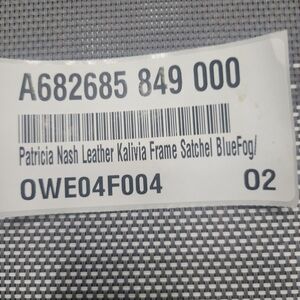 A682685 849 000
Patricia Nash Leather Kalivia Frame Satchel BlueFog/
OWE04F004 02